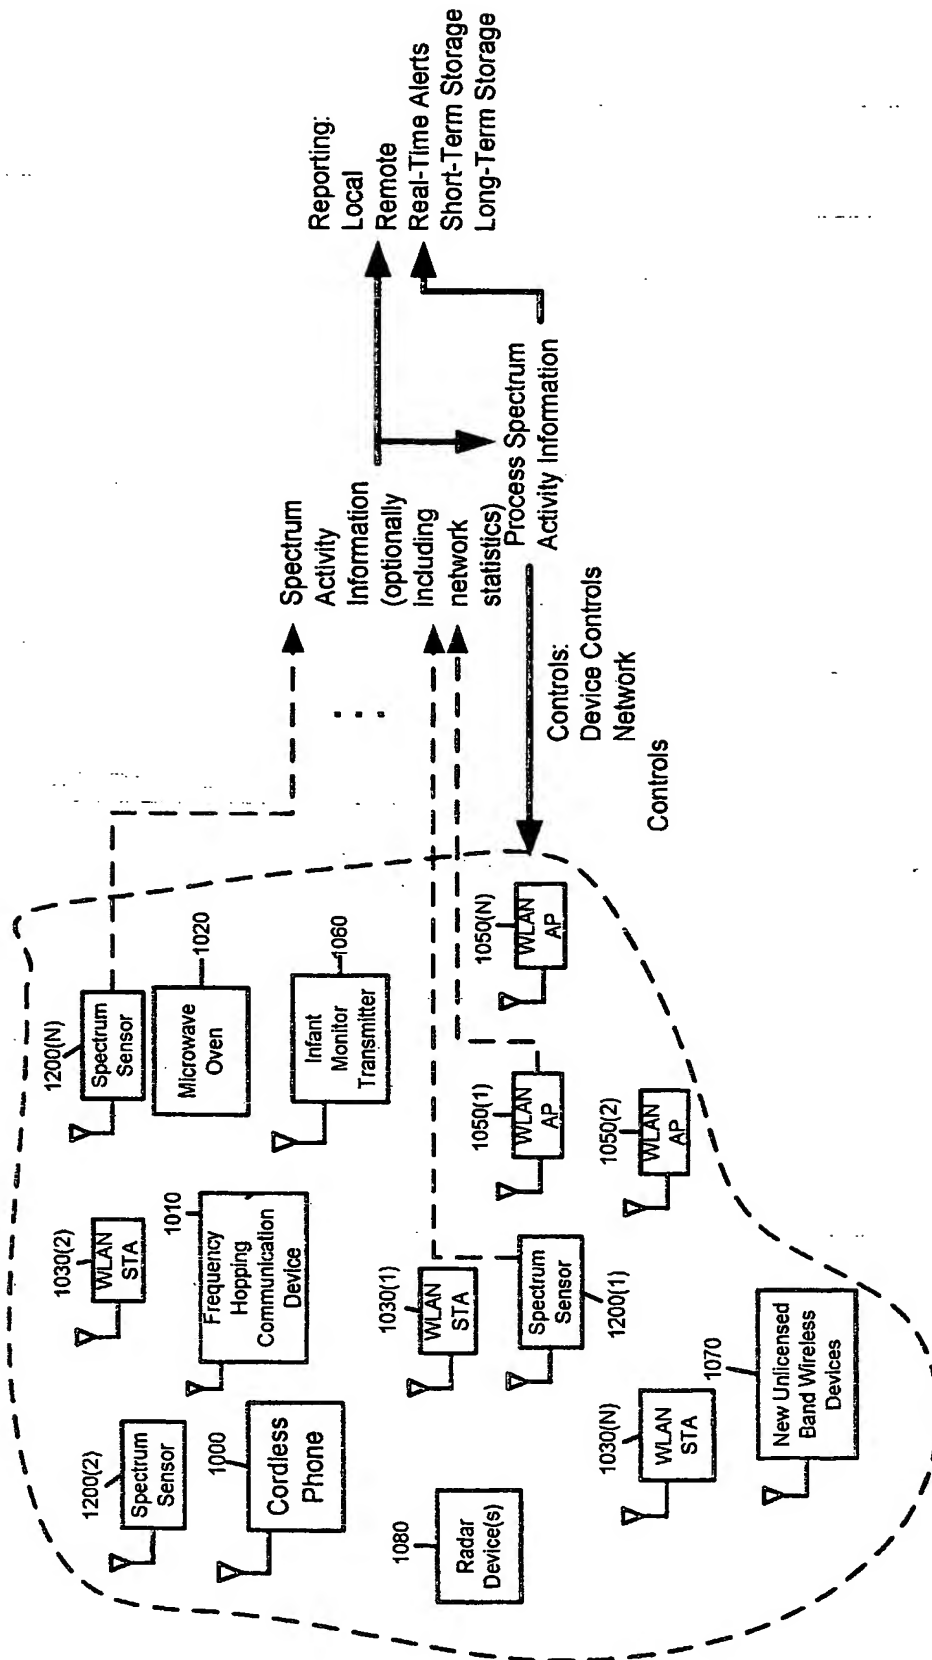 1200(2)
Spectrum
Sensor
1000
Cordless
Phone
1080
Radar
Device(s)
1030(2)
WLAN
STA
1010
Frequency
Hopping
Communication
Device
1200(N)
Spectrum
Sensor
1020
Microwave
Oven
1060
Infant
Monitor
Transmitter
1030(1)
WLAN
STA
Spectrum
Sensor
1200(1)
1050(1)
WLAN
AP
1050(N)
WLAN
AP
1050(2)
WLAN
AP
1030(N)
WLAN
STA
1070
New Unlicensed
Band Wireless
Devices
Spectrum
Activity
Information
(optionally
including
network
statistics)
Process Spectrum
Activity Information
Controls:
Device Controls
Network
Controls
Reporting:
Local
Remote
Real-Time Alerts
Short-Term Storage
Long-Term Storage